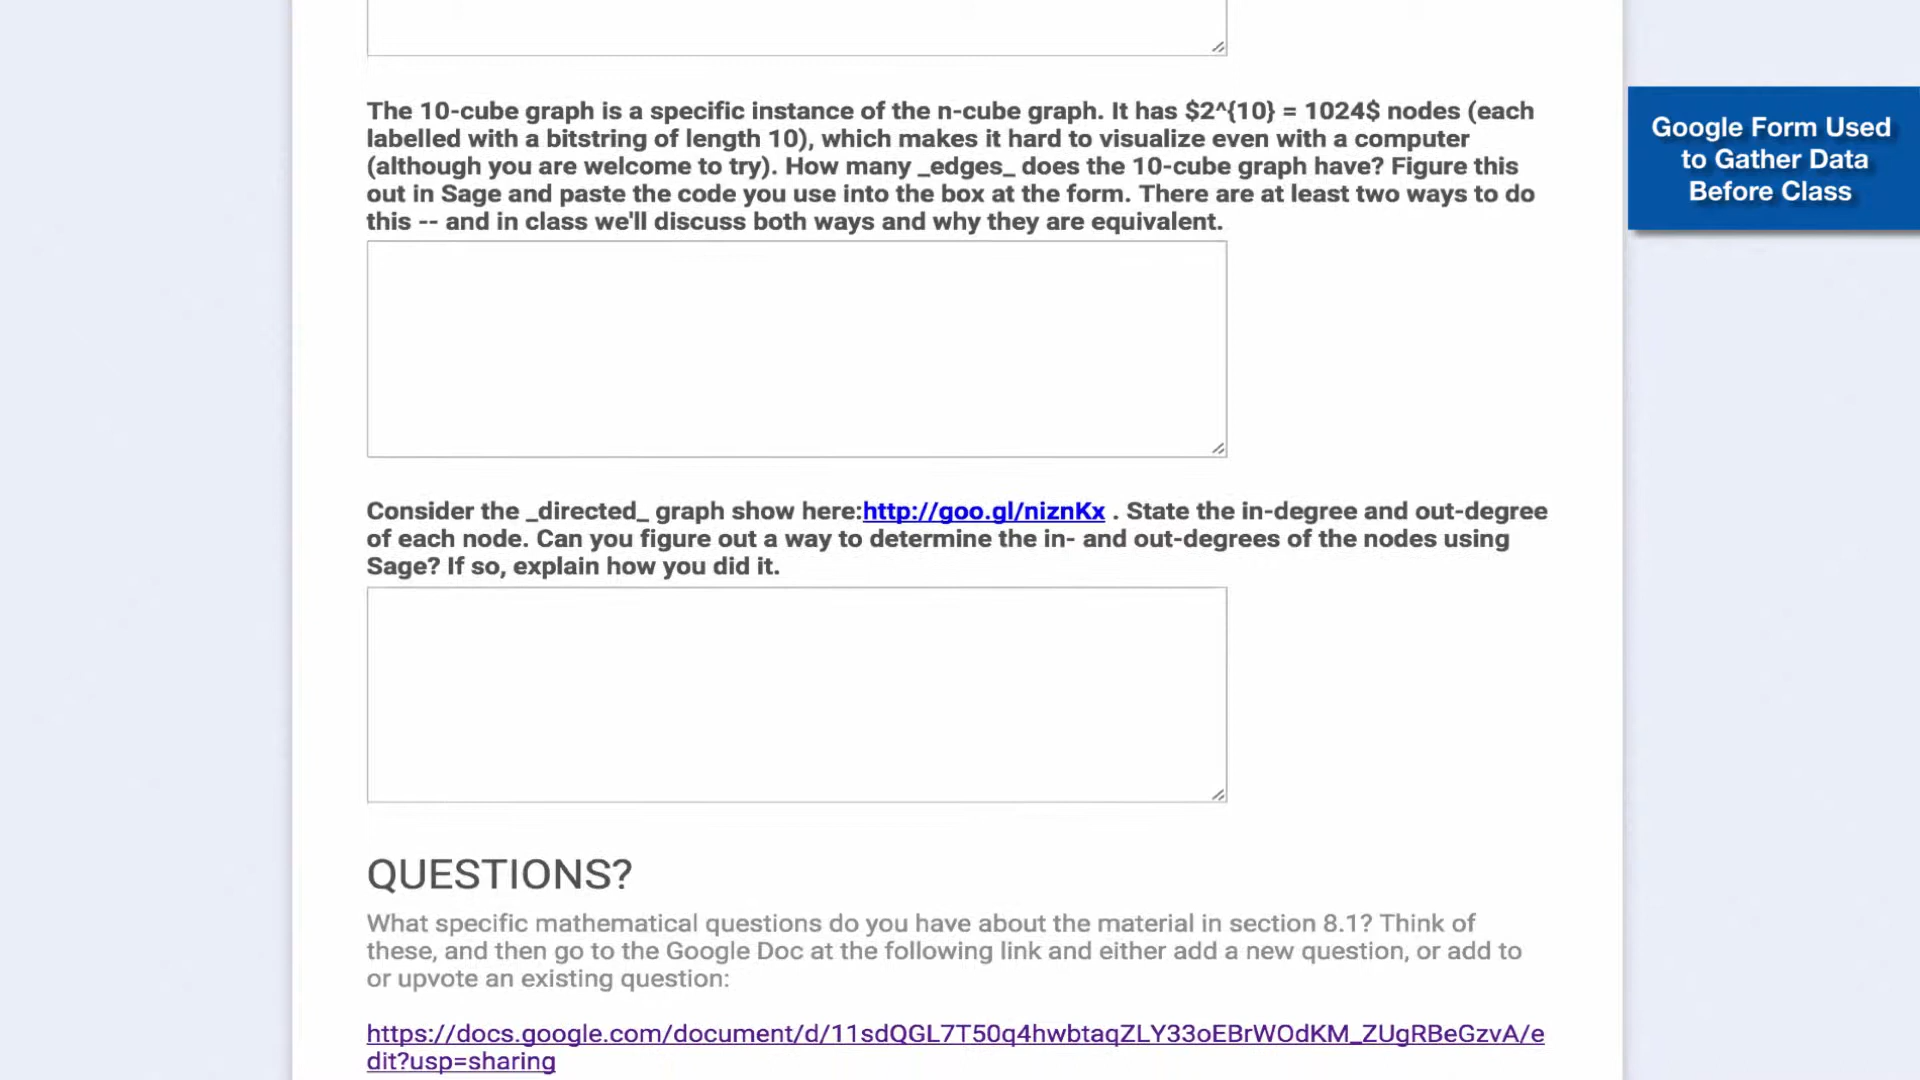 The 10-cube graph is a specific instance of the n-cube graph. It has $2^{10} = 1024$ nodes (each
labelled with a bitstring of length 10), which makes it hard to visualize even with a computer
(although you are welcome to try). How many _edges_ does the 10-cube graph have? Figure this
out in Sage and paste the code you use into the box at the form. There are at least two ways to do
this -- and in class we'll discuss both ways and why they are equivalent.
Google Form Used
to Gather Data
Before Class
Consider the _directed_ graph show here:http://goo.gl/niznKx . State the in-degree and out-degree
of each node. Can you figure out a way to determine the in- and out-degrees of the nodes using
Sage? If so, explain how you did it.
QUESTIONS?
What specific mathematical questions do you have about the material in section 8.1? Think of
these, and then go to the Google Doc at the following link and either add a new question, or add to
or upvote an existing question:
https://docs.google.com/document/d/11sdQGL7T50q4hwbtaqZLY33oEBrWOdKM_ZUgRBeGzvA/e
dit?usp=sharing